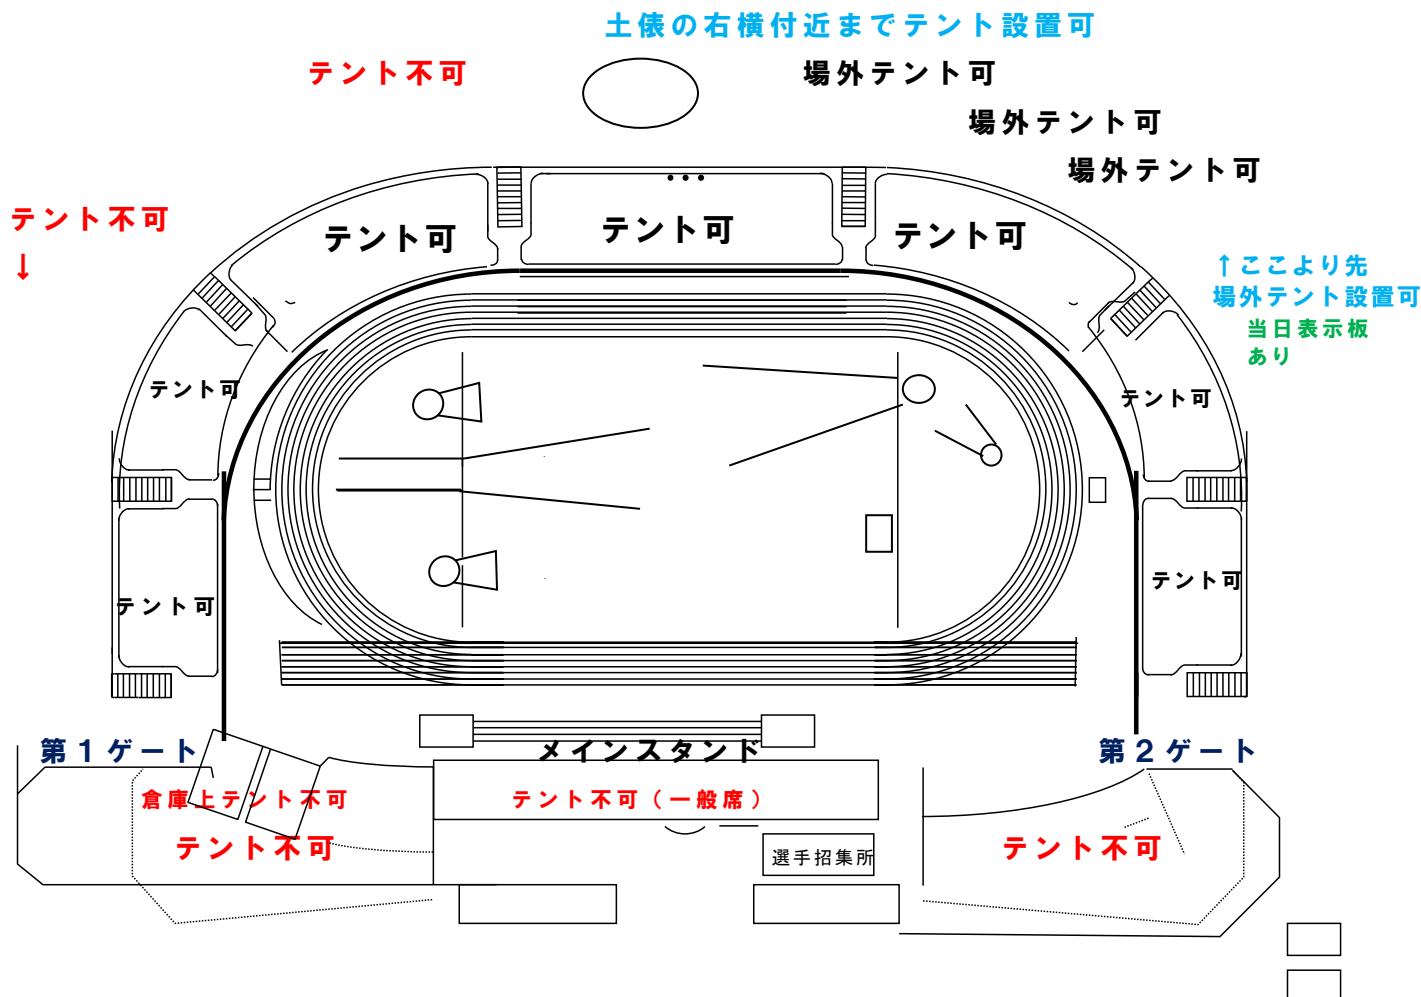 土俵の右横付近までテント設置可
テント不可
場外テント可
場外テント可
場外テント可
テント不可
↓
テント可
テント可
テント可
↑ここより先
場外テント設置可
当日表示板
あり
テント可
テント可
テント可
テント可
第1ゲート
メインスタンド
第2ゲート
倉庫上テント不可
テント不可（一般席）
テント不可
選手招集所
テント不可